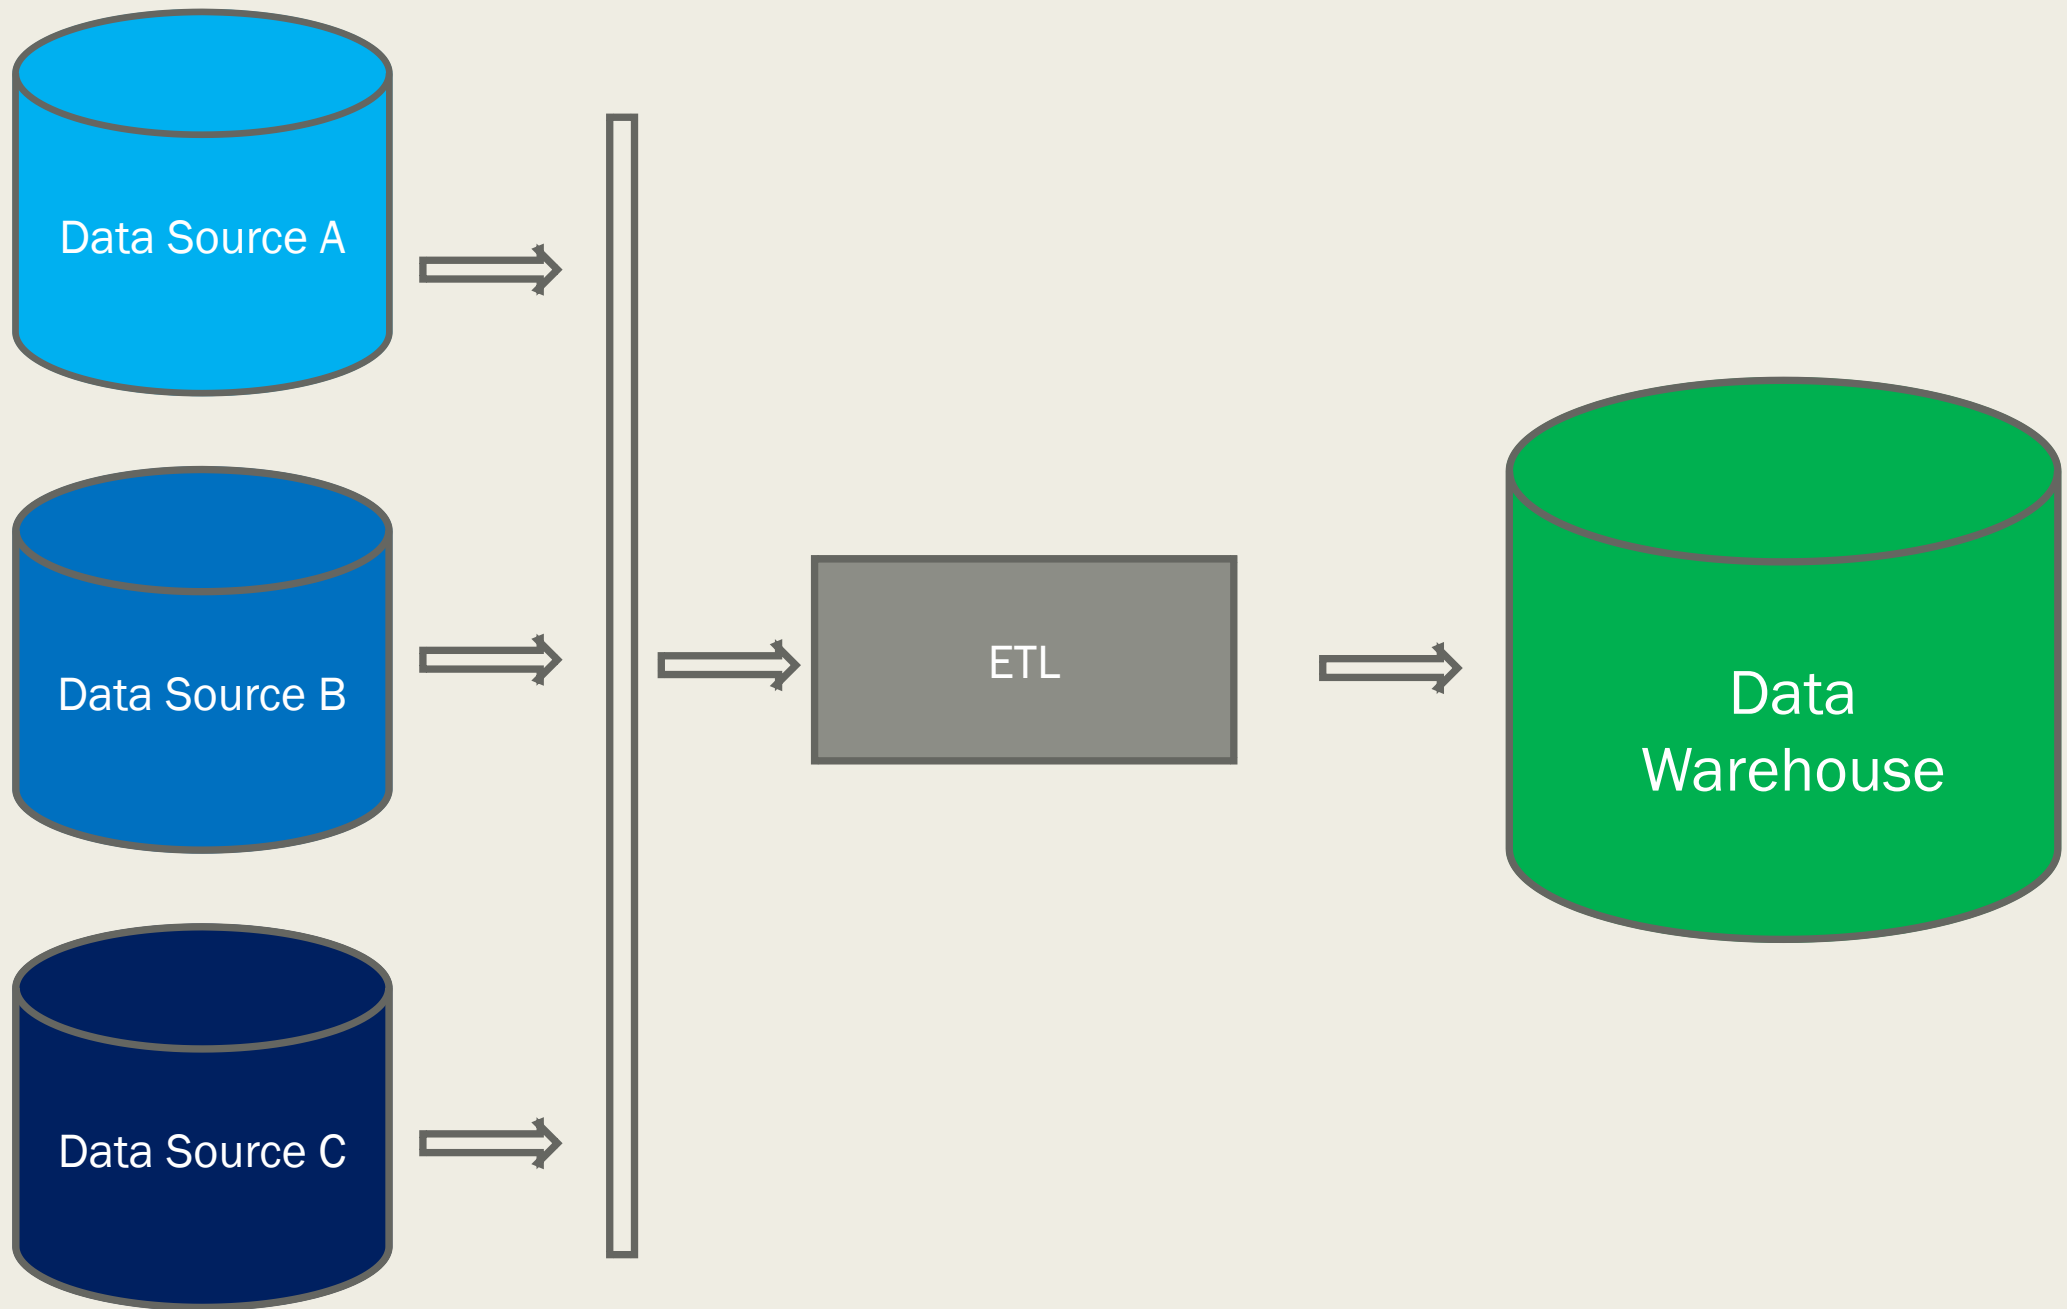 Data Source A
Data Source B
Data Source C
ETL
Data
Warehouse